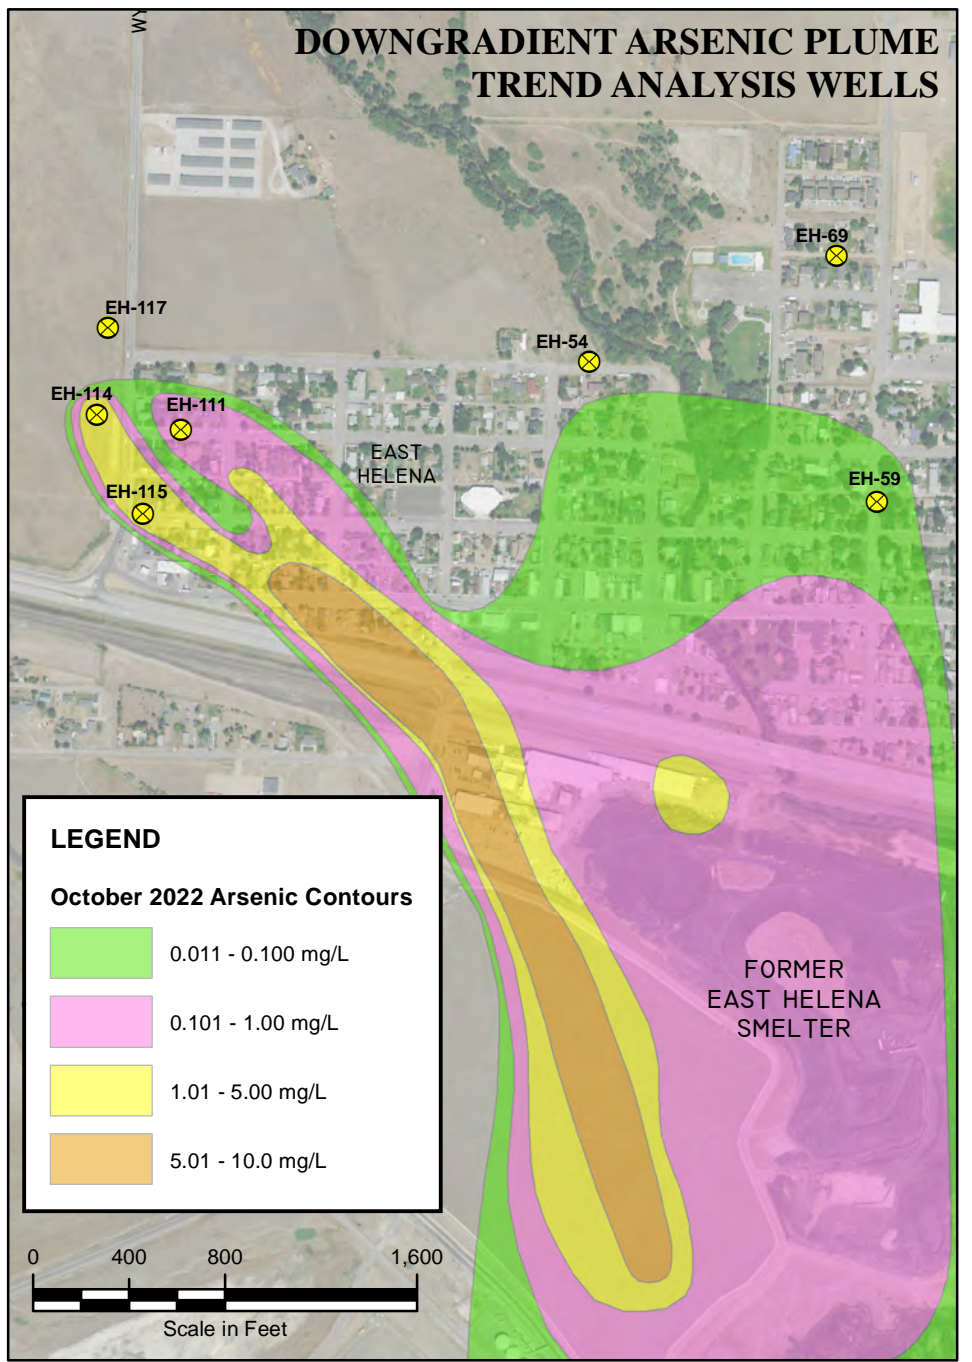 WY
DOWNGRADIENT ARSENIC PLUME
TREND ANALYSIS WELLS
EH-69
EH-117
EH-54
EH-114
EH-111
EAST
HELENA
EH-59
EH-115
LEGEND
October 2022 Arsenic Contours
0.011 - 0.100 mg/L
0.101 - 1.00 mg/L
1.01 - 5.00 mg/L
5.01 - 10.0 mg/L
FORMER
EAST HELENA
SMELTER
0 400 800 1,600
Scale in Feet